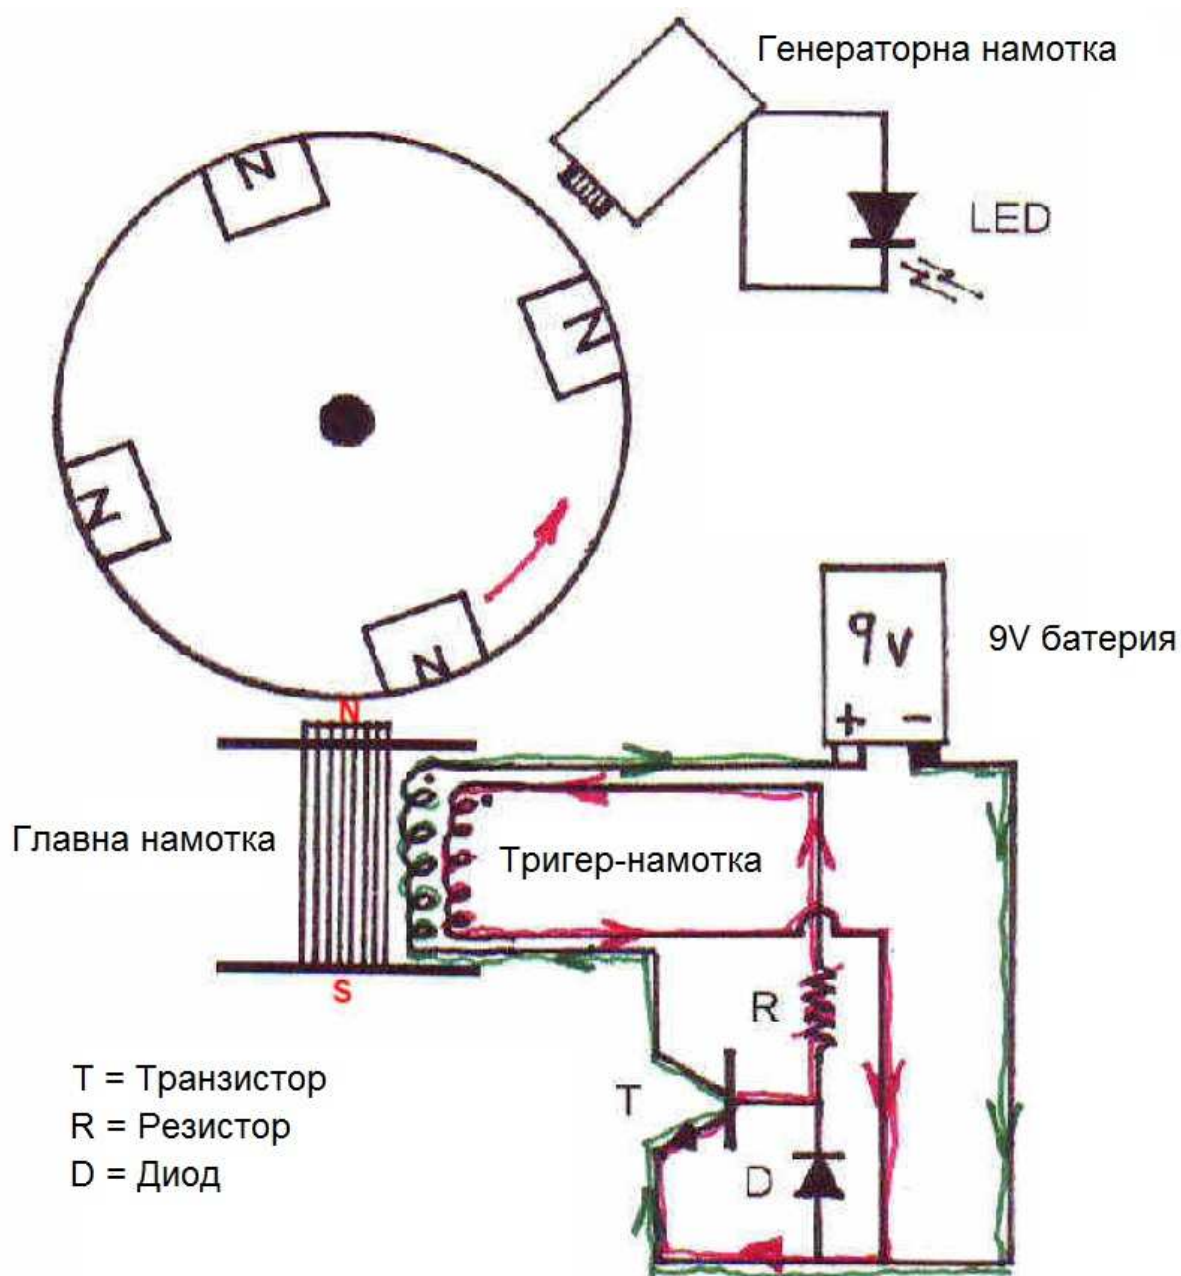 Генераторна намотка
N
LED
N
N
N
9V
+ −
9V батерия
N
Главна намотка
Тригер-намотка
S
R
T
D
T = Транзистор
R = Резистор
D = Диод